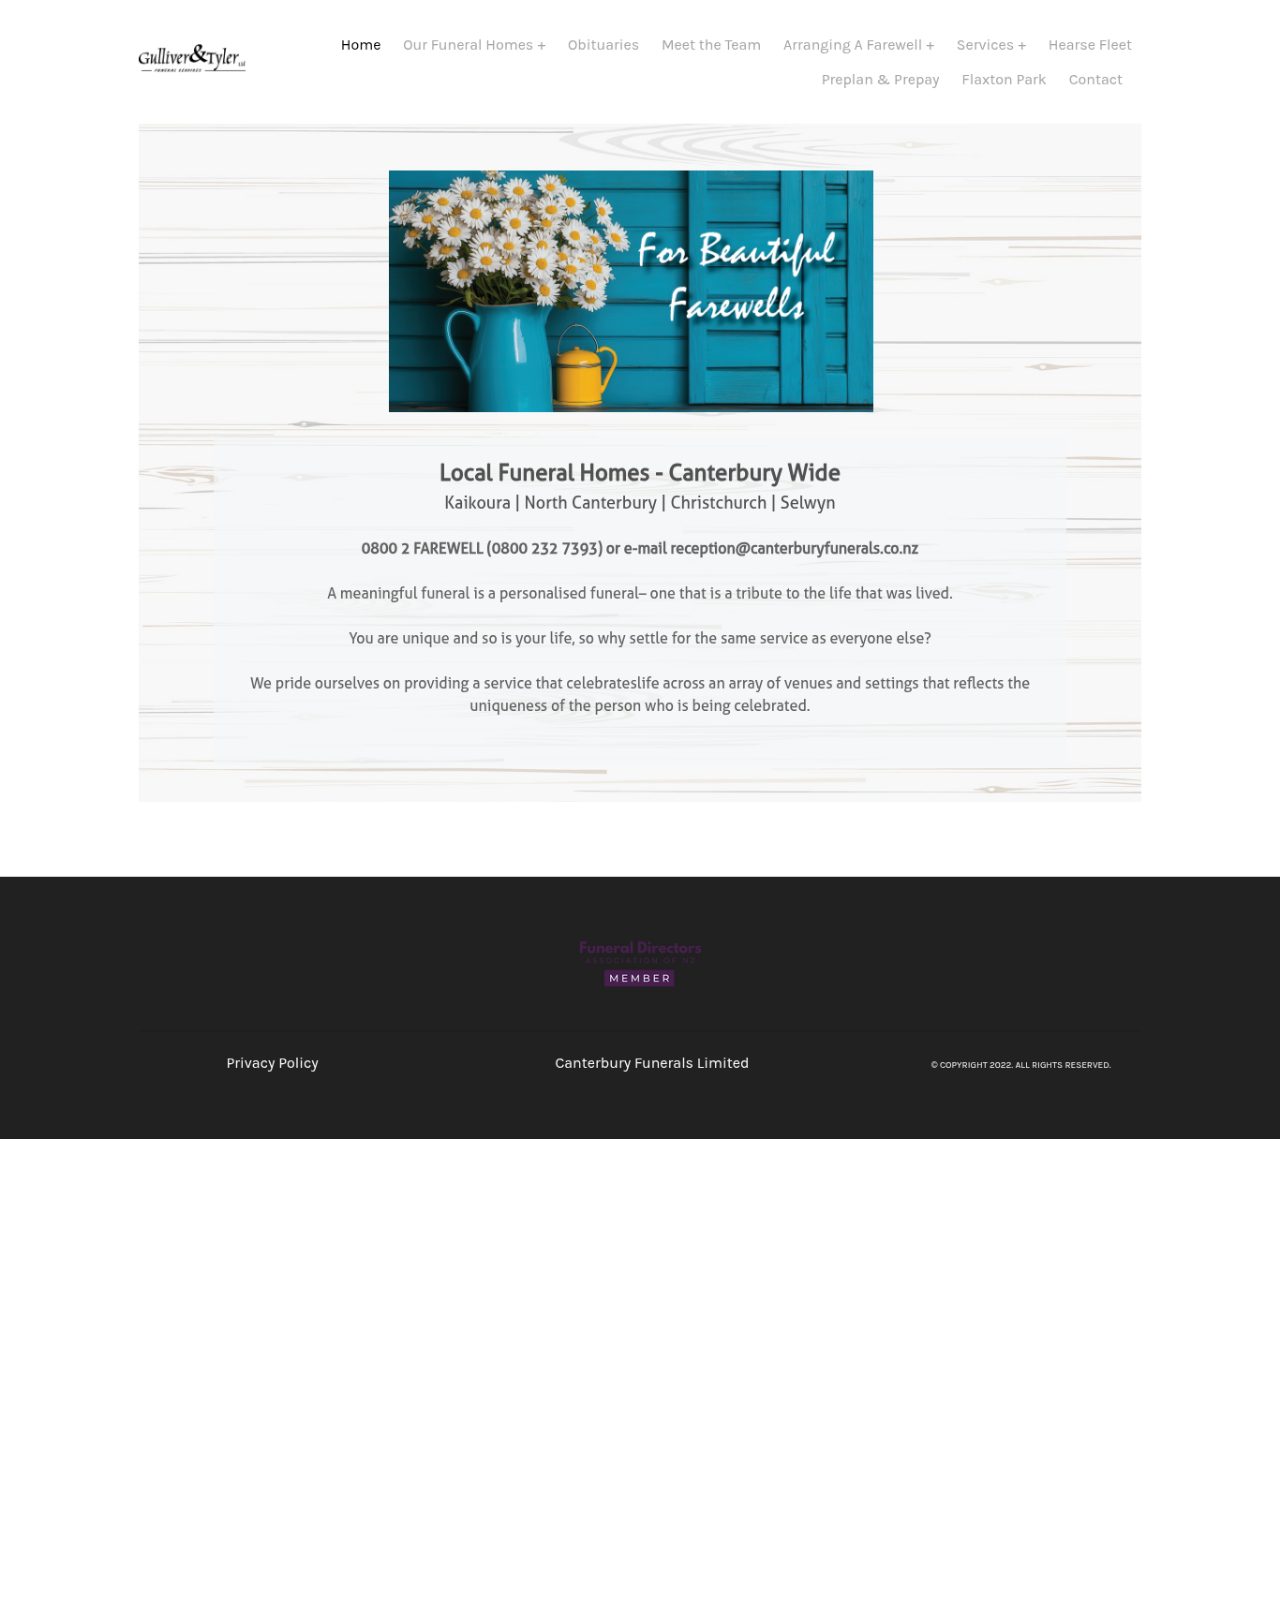 Gulliver&Tyler Ltd
FUNERAL SERVICES
Home Our Funeral Homes + Obituaries Meet the Team Arranging A Farewell + Services + Hearse Fleet
Preplan & Prepay Flaxton Park Contact
For Beautiful
Farewells
Local Funeral Homes - Canterbury Wide
Kaikoura | North Canterbury | Christchurch | Selwyn
0800 2 FAREWELL (0800 232 7393) or e-mail reception@canterburyfunerals.co.nz
A meaningful funeral is a personalised funeral– one that is a tribute to the life that was lived.
You are unique and so is your life, so why settle for the same service as everyone else?
We pride ourselves on providing a service that celebrateslife across an array of venues and settings that reflects the
uniqueness of the person who is being celebrated.
Funeral Directors
ASSOCIATION OF NZ
MEMBER
Privacy Policy Canterbury Funerals Limited © COPYRIGHT 2022. ALL RIGHTS RESERVED.